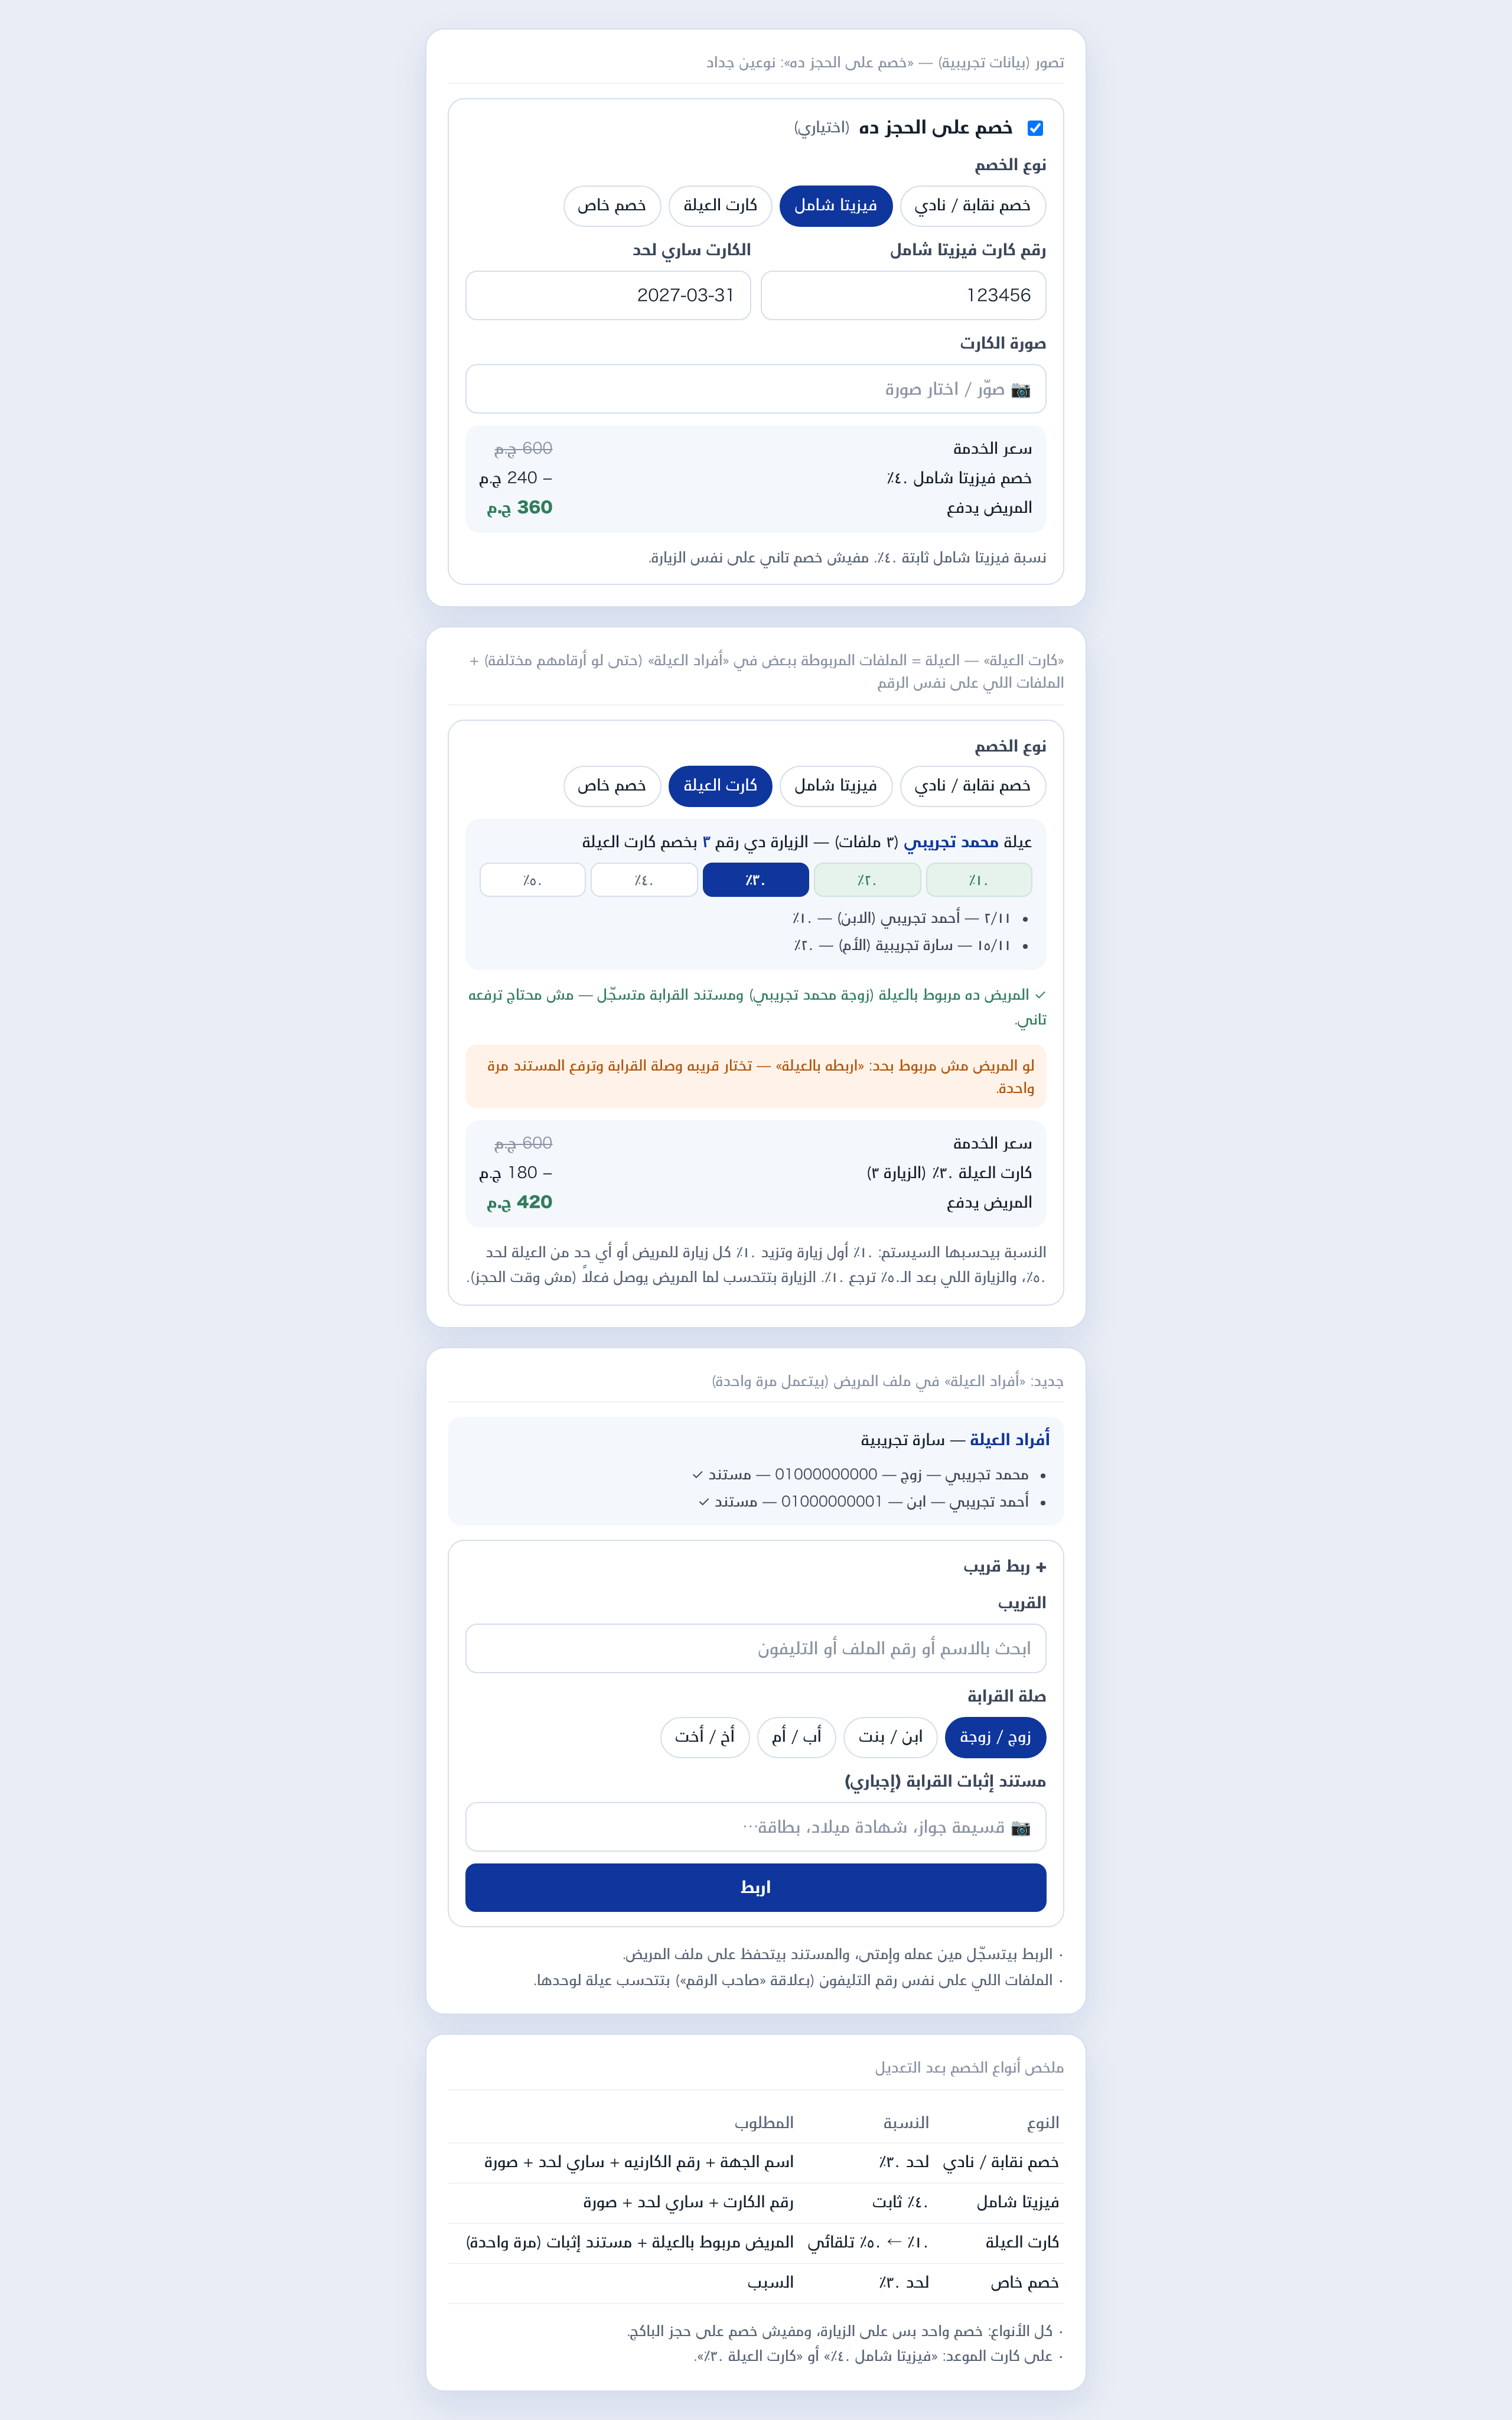 تصور (بيانات تجريبية) — «خصم على الحجز ده»: نوعين جداد
خصم على الحجز ده (اختياري)
نوع الخصم
خصم نقابة / نادي
فيزيتا شامل
كارت العيلة
خصم خاص
رقم كارت فيزيتا شامل
الكارت ساري لحد
123456
2027-03-31
صورة الكارت
📷 صوّر / اختار صورة
سعر الخدمة 600 ج.م
خصم فيزيتا شامل ٤٠٪ – 240 ج.م
المريض يدفع 360 ج.م
نسبة فيزيتا شامل ثابتة ٤٠٪. مفيش خصم تاني على نفس الزيارة.
«كارت العيلة» — العيلة = الملفات المربوطة ببعض في «أفراد العيلة» (حتى لو أرقامهم مختلفة) +
الملفات اللي على نفس الرقم
نوع الخصم
خصم نقابة / نادي
فيزيتا شامل
كارت العيلة
خصم خاص
عيلة محمد تجريبي (٣ ملفات) — الزيارة دي رقم ٣ بخصم كارت العيلة
١٠٪
٢٠٪
٣٠٪
٤٠٪
٥٠٪
• ٢/١١ — أحمد تجريبي (الابن) — ١٠٪
• ١٥/١١ — سارة تجريبية (الأم) — ٢٠٪
✓ المريض ده مربوط بالعيلة (زوجة محمد تجريبي) ومستند القرابة متسجّل — مش محتاج ترفعه
تاني.
لو المريض مش مربوط بحد: «اربطه بالعيلة» — تختار قريبه وصلة القرابة وترفع المستند مرة
واحدة.
سعر الخدمة 600 ج.م
كارت العيلة ٣٠٪ (الزيارة ٣) – 180 ج.م
المريض يدفع 420 ج.م
النسبة بيحسبها السيستم: ١٠٪ أول زيارة وتزيد ١٠٪ كل زيارة للمريض أو أي حد من العيلة لحد
٥٠٪، والزيارة اللي بعد الـ٥٠٪ ترجع ١٠٪. الزيارة بتتحسب لما المريض يوصل فعلاً (مش وقت الحجز).
جديد: «أفراد العيلة» في ملف المريض (بيتعمل مرة واحدة)
أفراد العيلة — سارة تجريبية
• محمد تجريبي — زوج — 01000000000 — مستند ✓
• أحمد تجريبي — ابن — 01000000001 — مستند ✓
+ ربط قريب
القريب
ابحث بالاسم أو رقم الملف أو التليفون
صلة القرابة
زوج / زوجة
ابن / بنت
أب / أم
أخ / أخت
مستند إثبات القرابة (إجباري)
📷 قسيمة جواز، شهادة ميلاد، بطاقة…
اربط
· الربط بيتسجّل مين عمله وإمتى، والمستند بيتحفظ على ملف المريض.
· الملفات اللي على نفس رقم التليفون (بعلاقة «صاحب الرقم») بتتحسب عيلة لوحدها.
ملخص أنواع الخصم بعد التعديل
النوع النسبة المطلوب
خصم نقابة / نادي لحد ٣٠٪ اسم الجهة + رقم الكارنيه + ساري لحد + صورة
فيزيتا شامل ٤٠٪ ثابت رقم الكارت + ساري لحد + صورة
كارت العيلة ١٠٪ ← ٥٠٪ تلقائي المريض مربوط بالعيلة + مستند إثبات (مرة واحدة)
خصم خاص لحد ٣٠٪ السبب
· كل الأنواع: خصم واحد بس على الزيارة، ومفيش خصم على حجز الباكج.
· على كارت الموعد: «فيزيتا شامل ٤٠٪» أو «كارت العيلة ٣٠٪».